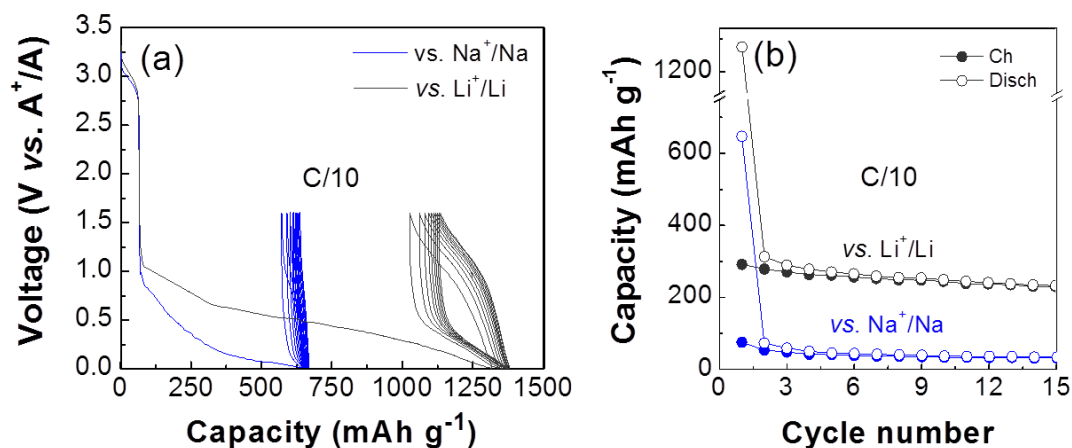 (a)
vs. Na⁺/Na
vs. Li⁺/Li
C/10
Voltage (V vs. A⁺/A)
3.5
3.0
2.5
2.0
1.5
1.0
0.5
0.0
0 250 500 750 1000 1250 1500
Capacity (mAh g⁻¹)
(b)
Ch
Disch
C/10
vs. Li⁺/Li
vs. Na⁺/Na
Capacity (mAh g⁻¹)
1200
600
400
200
0
0 3 6 9 12 15
Cycle number